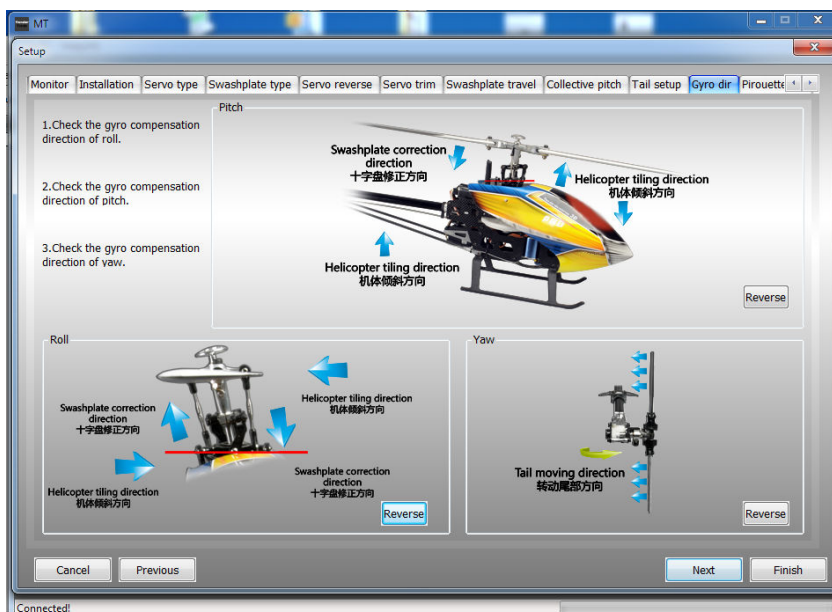 MT
Setup
Monitor Installation Servo type Swashplate type Servo reverse Servo trim Swashplate travel Collective pitch Tail setup Gyro dir Pirouette
1.Check the gyro compensation
direction of roll.
2.Check the gyro compensation
direction of pitch.
3.Check the gyro compensation
direction of yaw.
Pitch
Swashplate correction
direction
十字盘修正方向
Helicopter tiling direction
机体倾斜方向
Helicopter tiling direction
机体倾斜方向
Reverse
Roll
Helicopter tiling direction
机体倾斜方向
Swashplate correction
direction
十字盘修正方向
Swashplate correction
direction
十字盘修正方向
Helicopter tiling direction
机体倾斜方向
Reverse
Yaw
Tail moving direction
转动尾部方向
Reverse
Cancel Previous Next Finish
Connected!